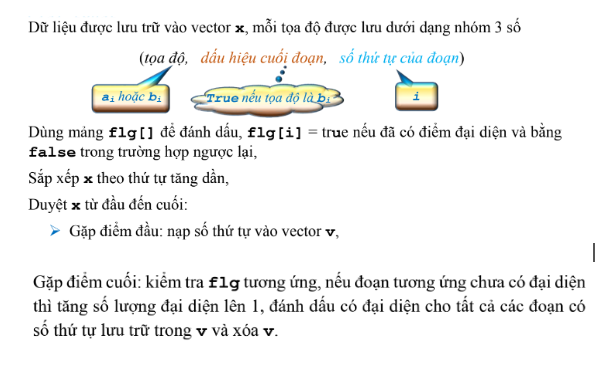 Dữ liệu được lưu trữ vào vector x, mỗi tọa độ được lưu dưới dạng nhóm 3 số
(tọa độ, dấu hiệu cuối đoạn, số thứ tự của đoạn)
aᵢ hoặc bᵢ True nếu tọa độ là bᵢ i
Dùng mảng flg[] để đánh dấu, flg[i] = true nếu đã có điểm đại diện và bằng
false trong trường hợp ngược lại,
Sắp xếp x theo thứ tự tăng dần,
Duyệt x từ đầu đến cuối:
➢ Gặp điểm đầu: nạp số thứ tự vào vector v,
Gặp điểm cuối: kiểm tra flg tương ứng, nếu đoạn tương ứng chưa có đại diện
thì tăng số lượng đại diện lên 1, đánh dấu có đại diện cho tất cả các đoạn có
số thứ tự lưu trữ trong v và xóa v.